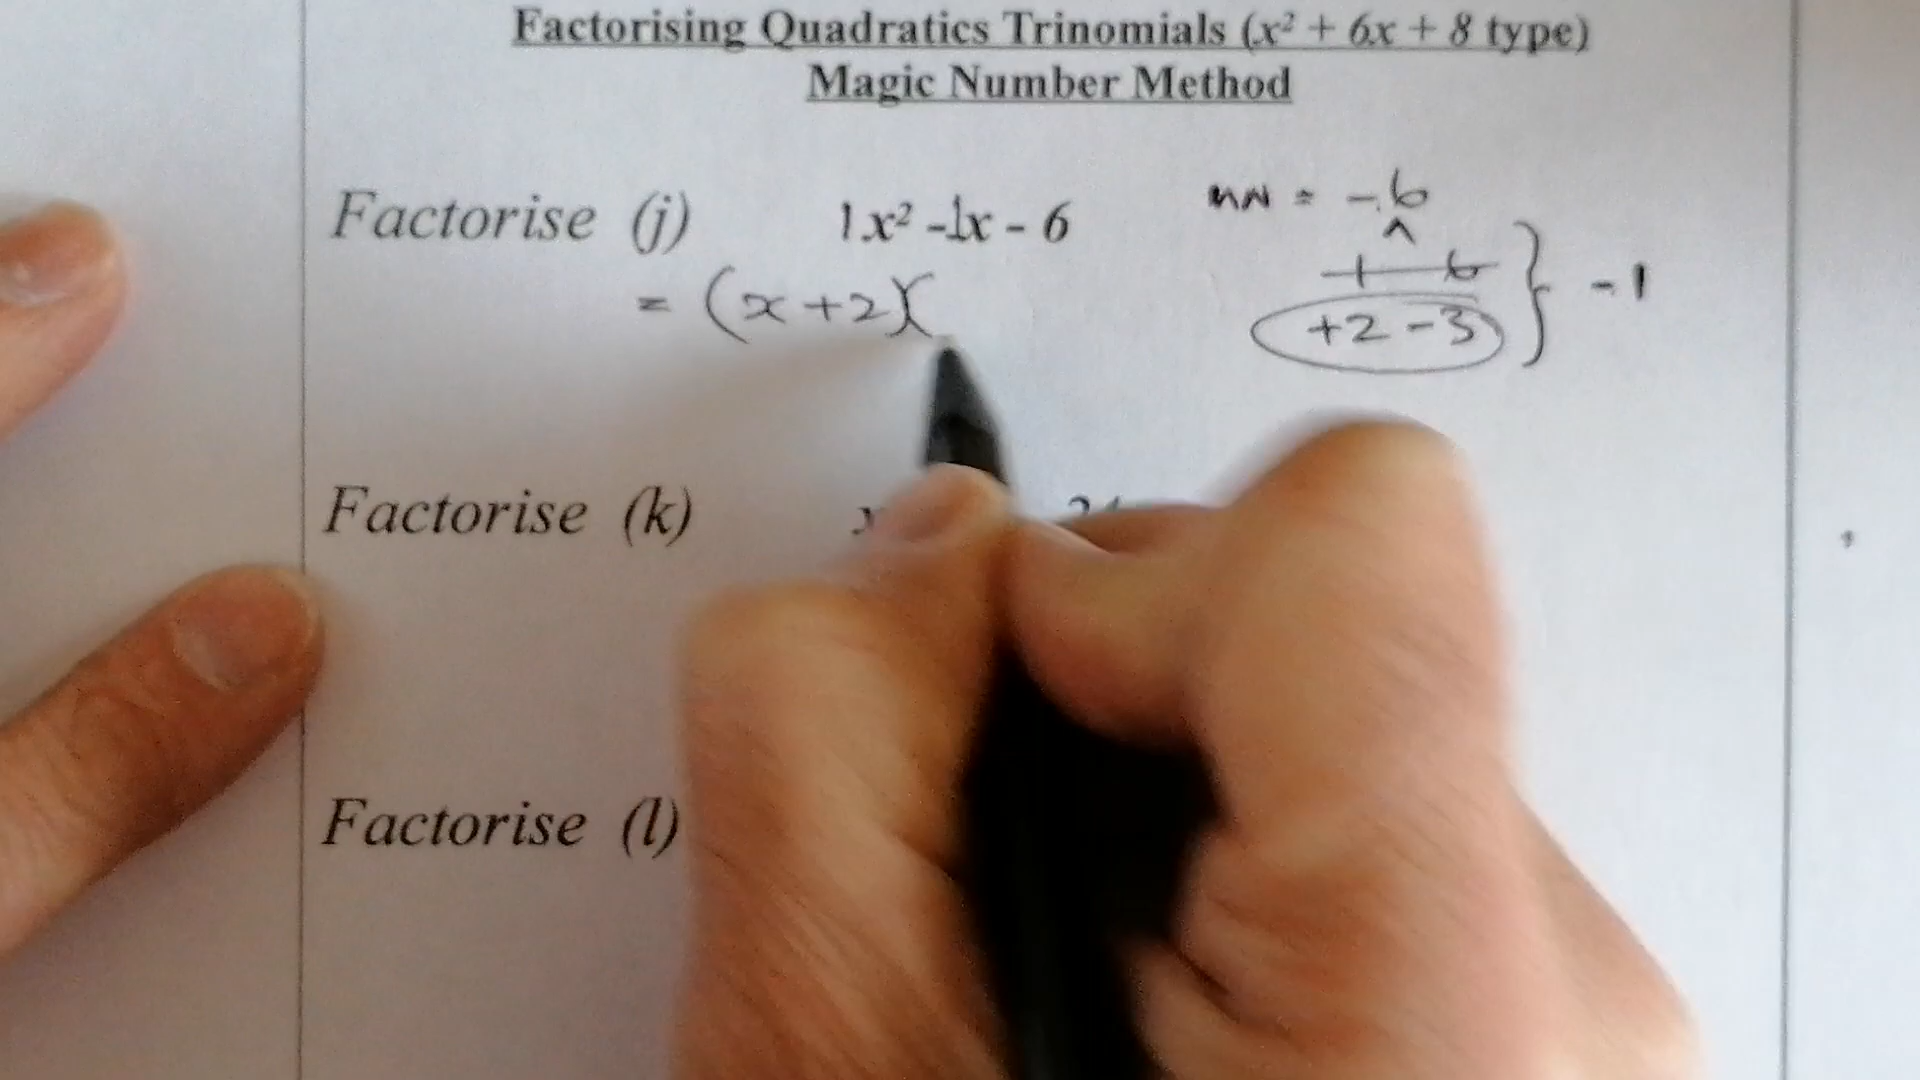 Factorising Quadratics Trinomials (x² + 6x + 8 type)
Magic Number Method
Factorise (j) 1x² -1x - 6
= (x +2)(
MN = -6
1 6
+2 -3
} -1
Factorise (k)
Factorise (l)